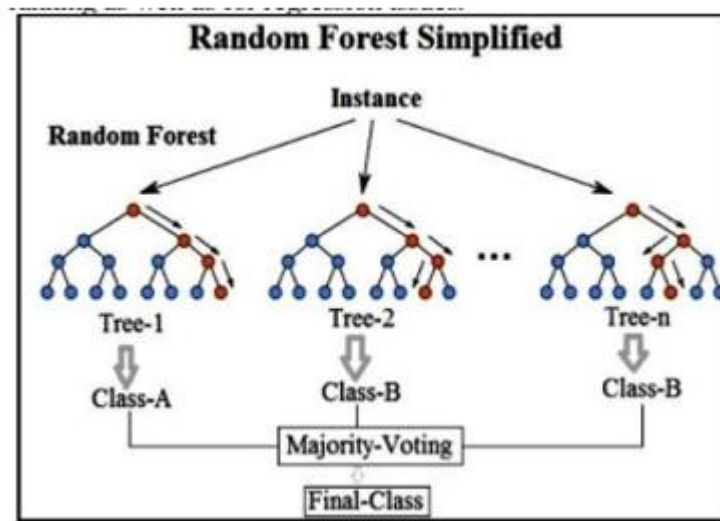 Random Forest Simplified
Instance
Random Forest
...
Tree-1 Tree-2 Tree-n
Class-A Class-B Class-B
Majority-Voting
Final-Class